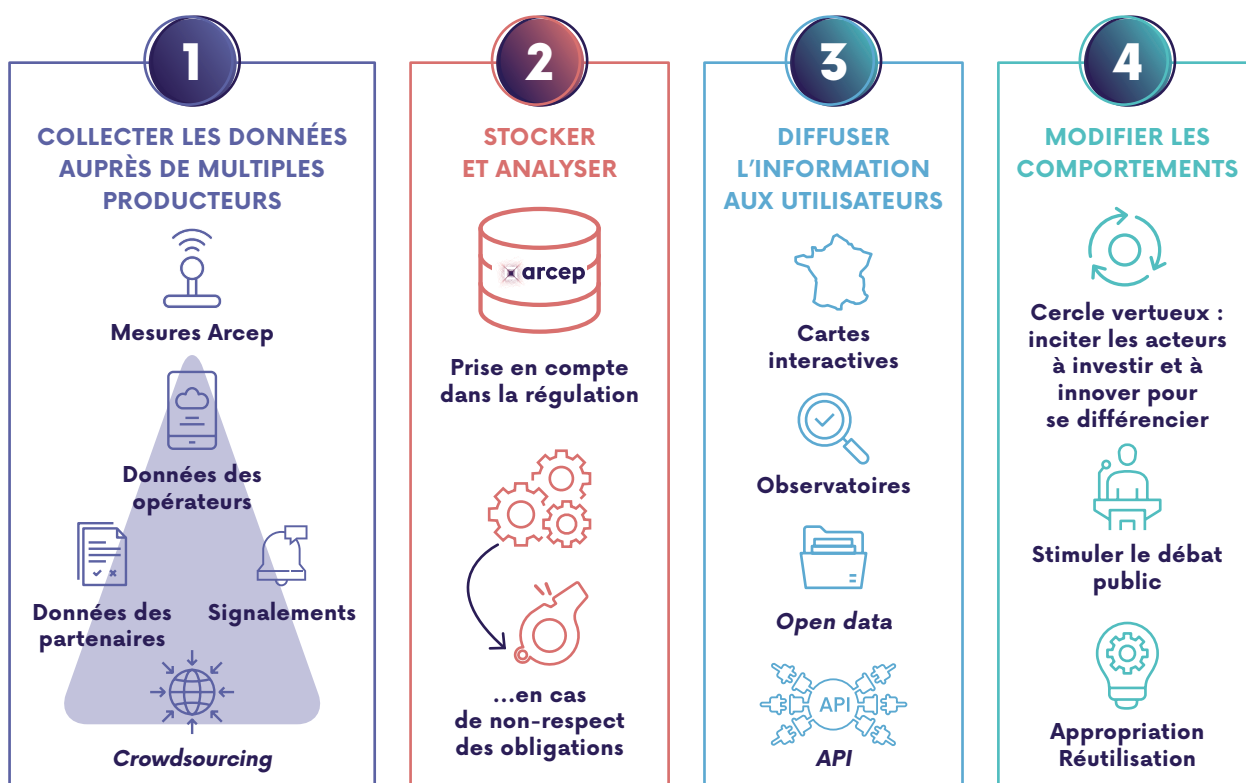 1
COLLECTER LES DONNÉES
AUPRÈS DE MULTIPLES
PRODUCTEURS
Mesures Arcep
Données des
opérateurs
Données des
partenaires
Signalements
Crowdsourcing
2
STOCKER
ET ANALYSER
arcep
Prise en compte
dans la régulation
...en cas
de non-respect
des obligations
3
DIFFUSER
L'INFORMATION
AUX UTILISATEURS
Cartes
interactives
Observatoires
Open data
API
API
4
MODIFIER LES
COMPORTEMENTS
Cercle vertueux :
inciter les acteurs
à investir et à
innover pour
se différencier
Stimuler le débat
public
Appropriation
Réutilisation